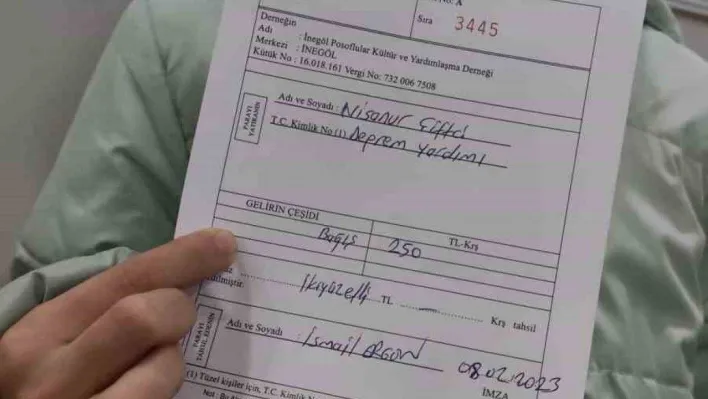 No: A
Sıra 3445
Derneğin
Adı : İnegöl Posoflular Kültür ve Yardımlaşma Derneği
Merkezi : İNEGÖL
Kütük No : 16.018.161 Vergi No: 732 006 7508
PARAYI YATIRANIN
Adı ve Soyadı : Nisanur Çiftci
T.C. Kimlik No (1) Deprem Yardımı
GELİRİN ÇEŞİDİ TL-Krş
Bağış 250
İkiyüzelli TL Krş tahsil
edilmiştir.
PARAYI TAHSİL EDENİN
Adı ve Soyadı İsmail ERGÜN 08.02.2023
İMZA
(1) Tüzel kişiler için, T.C. Kimlik
Not :